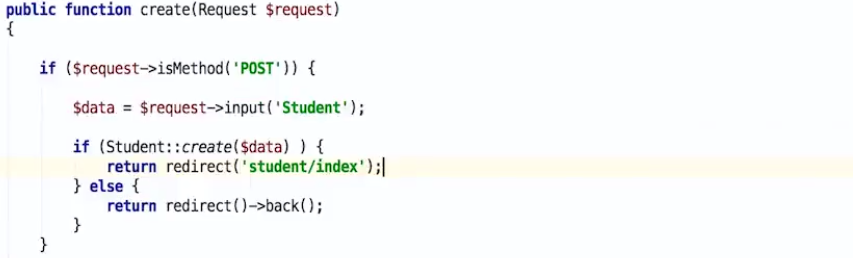 public function create(Request $request)
{
if ($request->isMethod('POST')) {
$data = $request->input('Student');
if (Student::create($data) ) {
return redirect('student/index');
} else {
return redirect()->back();
}
}